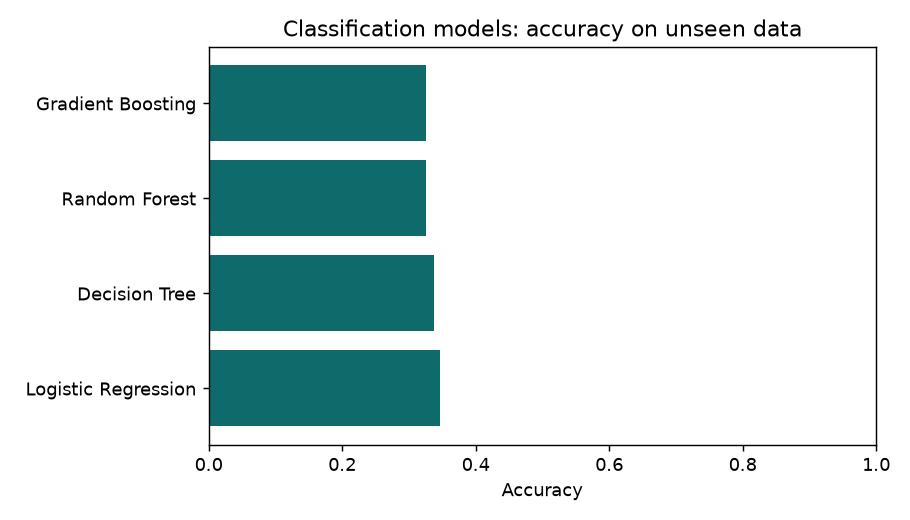 Classification models: accuracy on unseen data
Gradient Boosting
Random Forest
Decision Tree
Logistic Regression
0.0 0.2 0.4 0.6 0.8 1.0
Accuracy